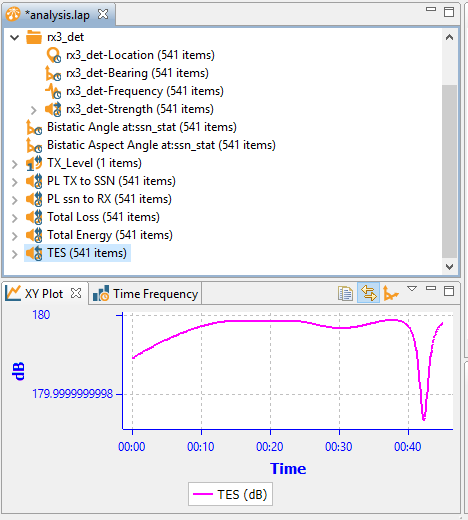 *analysis.lap
rx3_det
rx3_det-Location (541 items)
rx3_det-Bearing (541 items)
rx3_det-Frequency (541 items)
rx3_det-Strength (541 items)
Bistatic Angle at:ssn_stat (541 items)
Bistatic Aspect Angle at:ssn_stat (541 items)
TX_Level (1 items)
PL TX to SSN (541 items)
PL ssn to RX (541 items)
Total Loss (541 items)
Total Energy (541 items)
TES (541 items)
XY Plot
Time Frequency
180
179.9999999998
dB
00:00 00:10 00:20 00:30 00:40
Time
TES (dB)